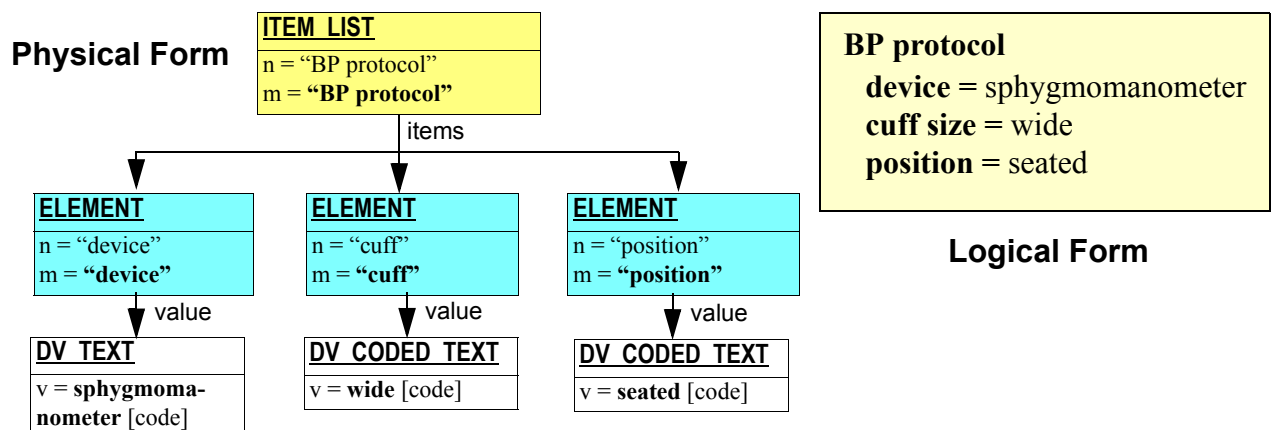 Physical Form
ITEM_LIST
n = “BP protocol”
m = “BP protocol”
items
ELEMENT
n = “device”
m = “device”
value
DV_TEXT
v = sphygmoma-
nometer [code]
ELEMENT
n = “cuff”
m = “cuff”
value
DV_CODED_TEXT
v = wide [code]
ELEMENT
n = “position”
m = “position”
value
DV_CODED_TEXT
v = seated [code]
BP protocol
device = sphygmomanometer
cuff size = wide
position = seated
Logical Form